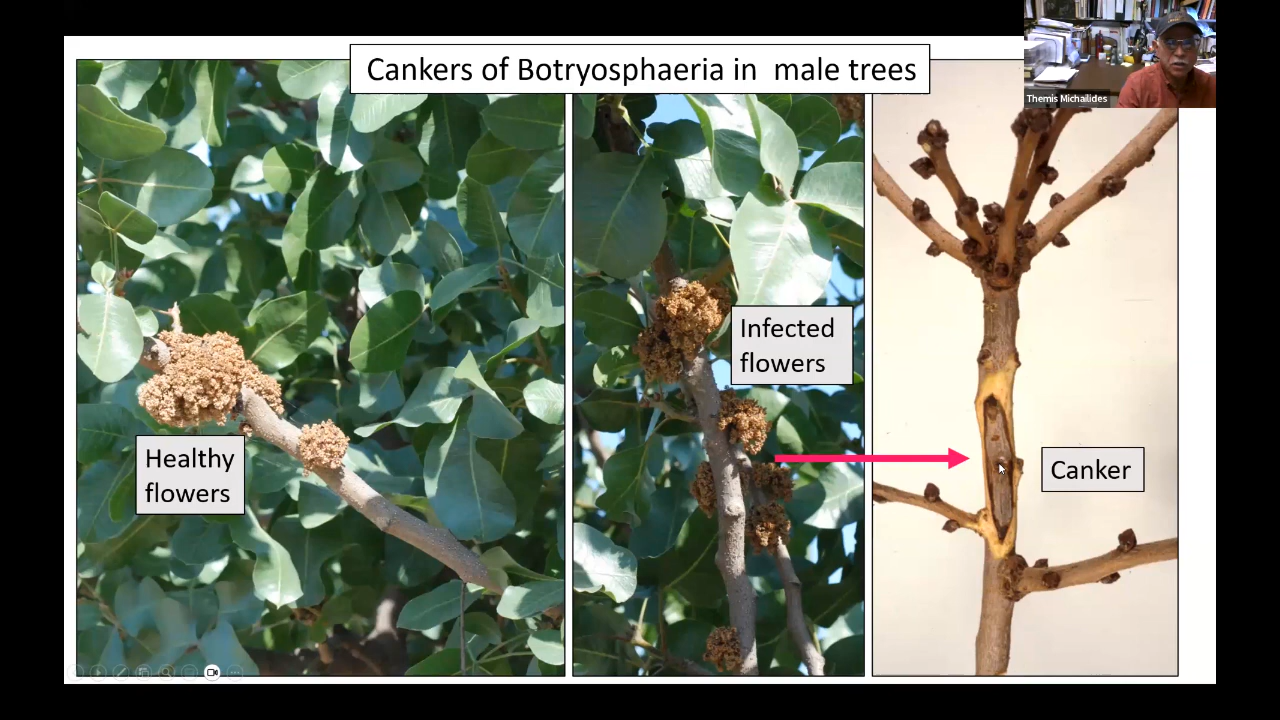 Cankers of Botryosphaeria in male trees
Themis Michailides
Healthy
flowers
Infected
flowers
Canker